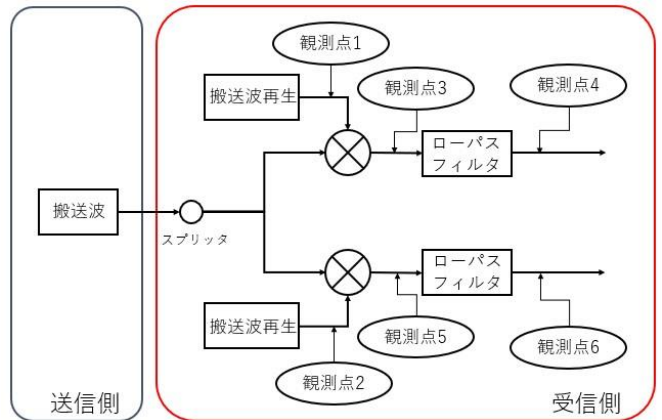 観測点1
搬送波再生
観測点3
観測点4
ローパス
フィルタ
搬送波
スプリッタ
ローパス
フィルタ
搬送波再生
観測点5
観測点6
観測点2
送信側
受信側